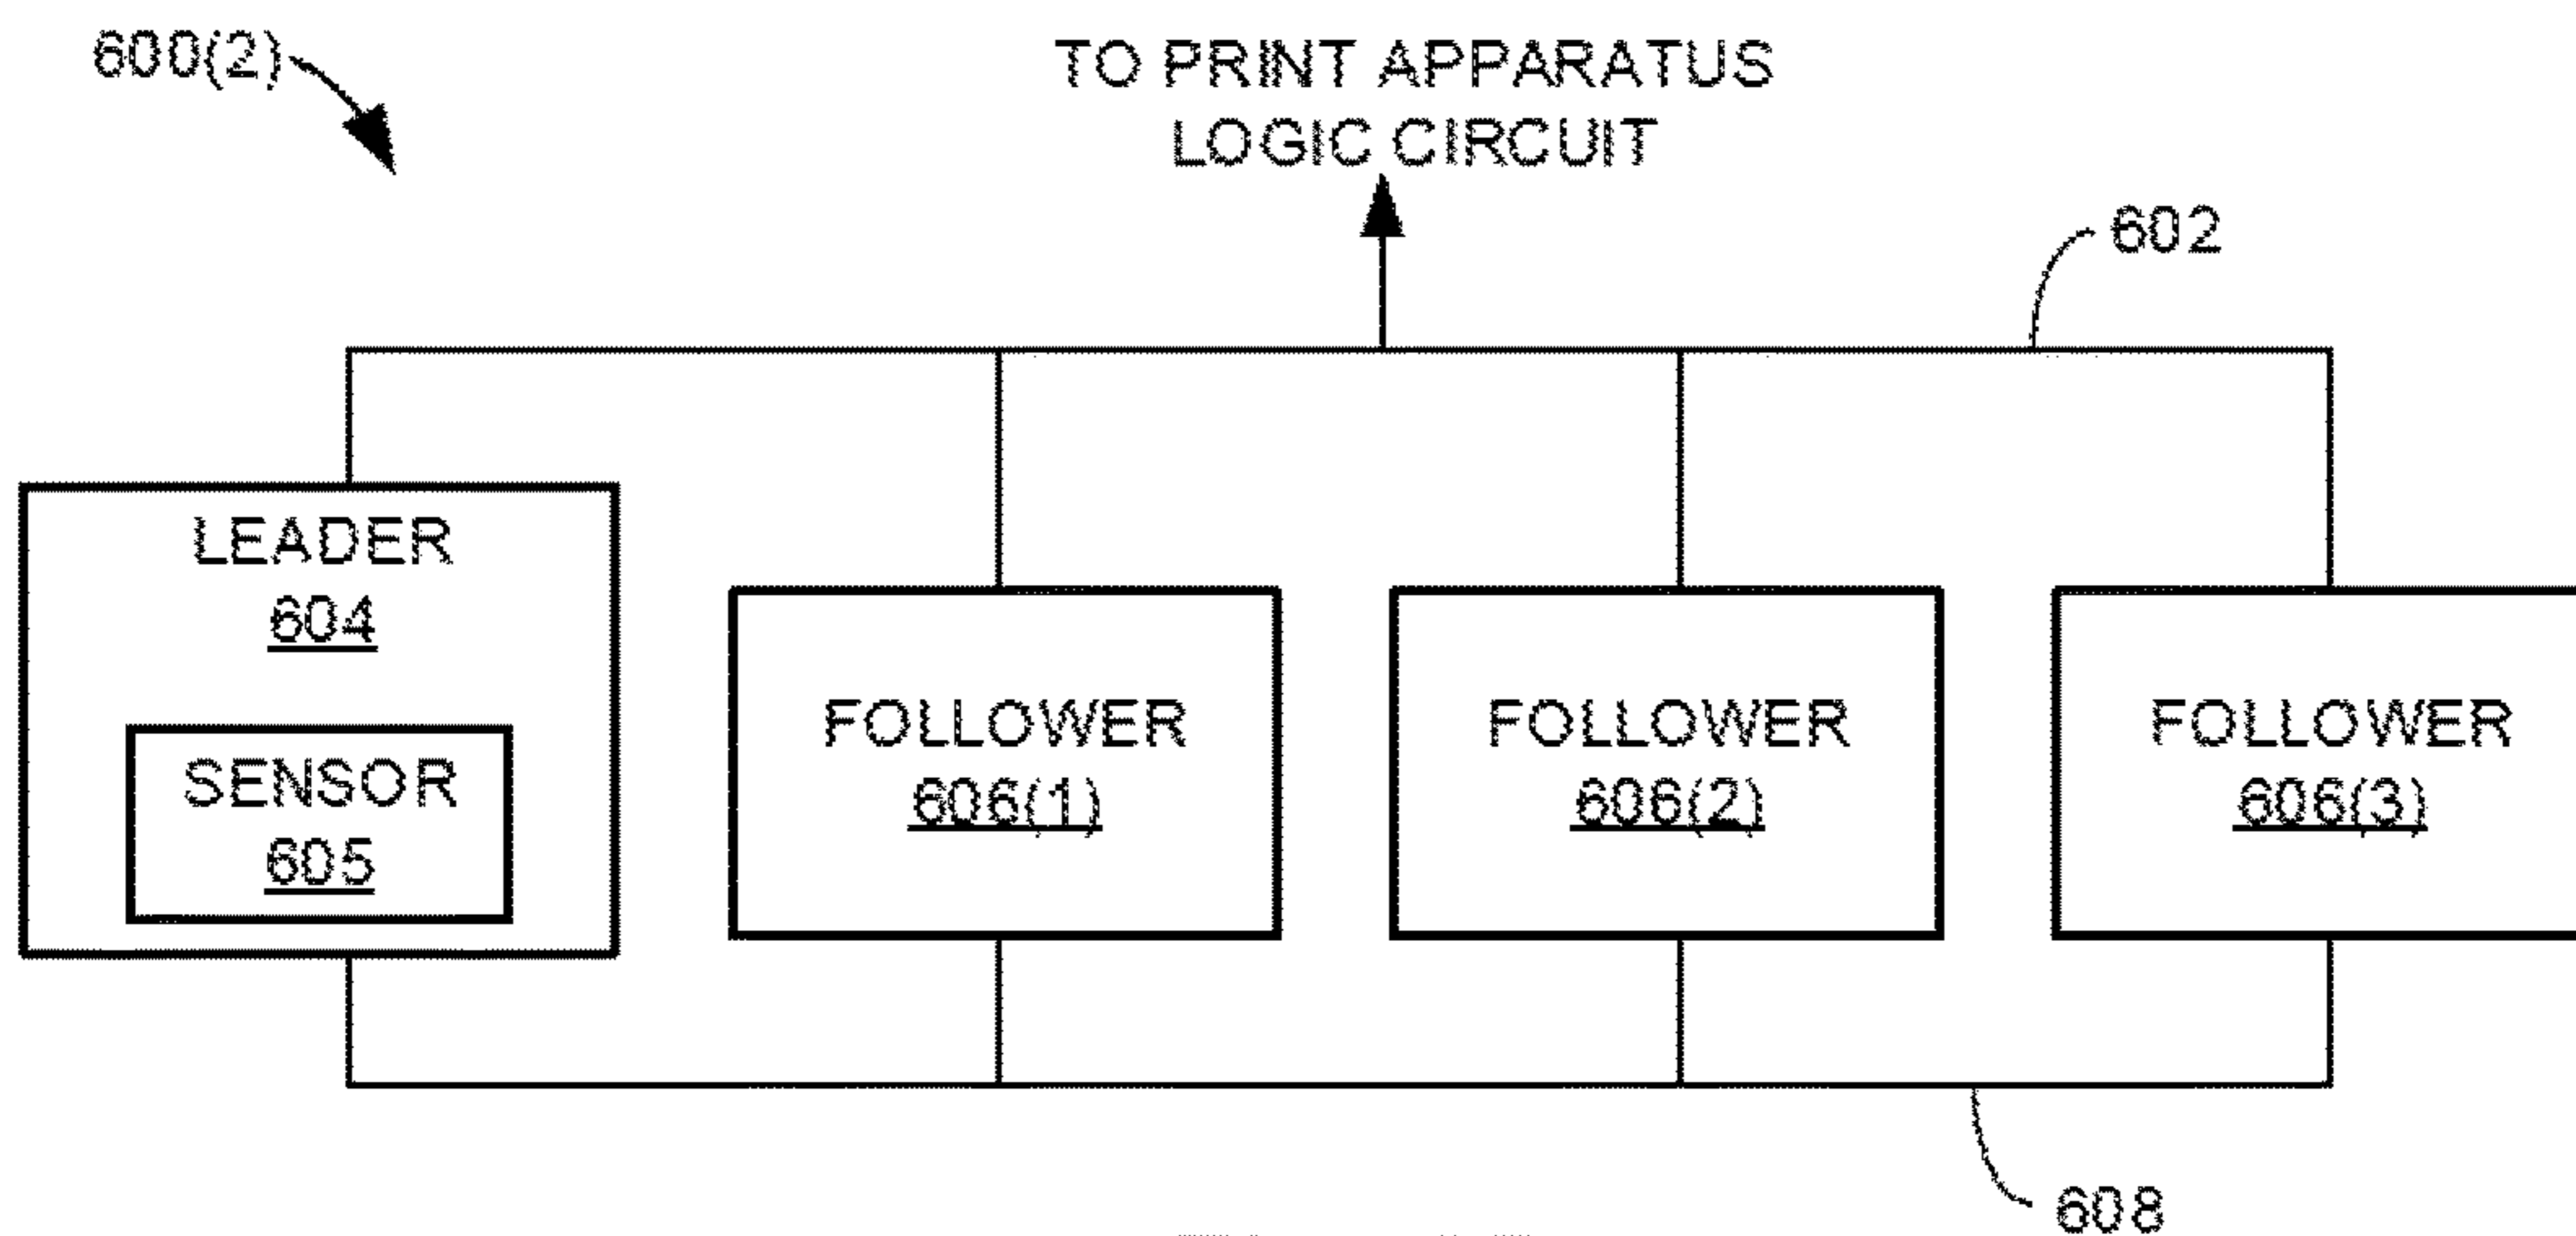 600(2)
TO PRINT APPARATUS
LOGIC CIRCUIT
602
LEADER
604
SENSOR
605
FOLLOWER
606(1)
FOLLOWER
606(2)
FOLLOWER
606(3)
608